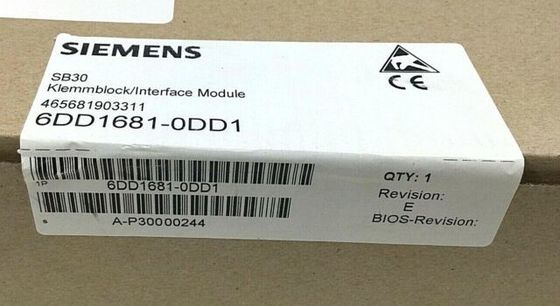 SIEMENS
SB30
Klemmblock/Interface Module
465681903311
6DD1681-0DD1
CE
1P 6DD1681-0DD1
QTY: 1
Revision:
E
S A-P30000244
BIOS-Revision: